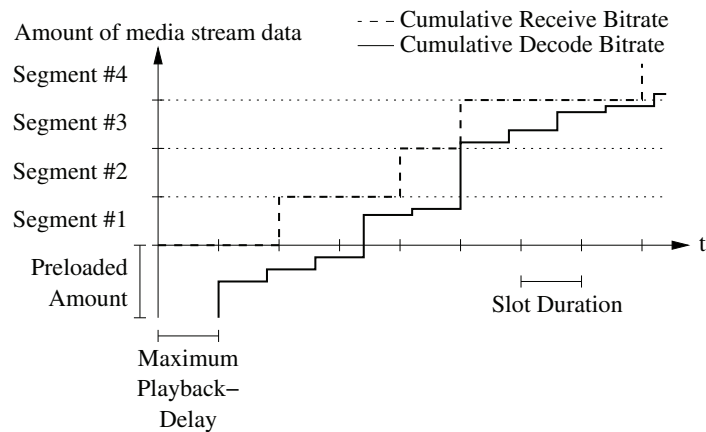 Amount of media stream data
Cumulative Receive Bitrate
Cumulative Decode Bitrate
Segment #4
Segment #3
Segment #2
Segment #1
t
Preloaded
Amount
Slot Duration
Maximum
Playback−
Delay